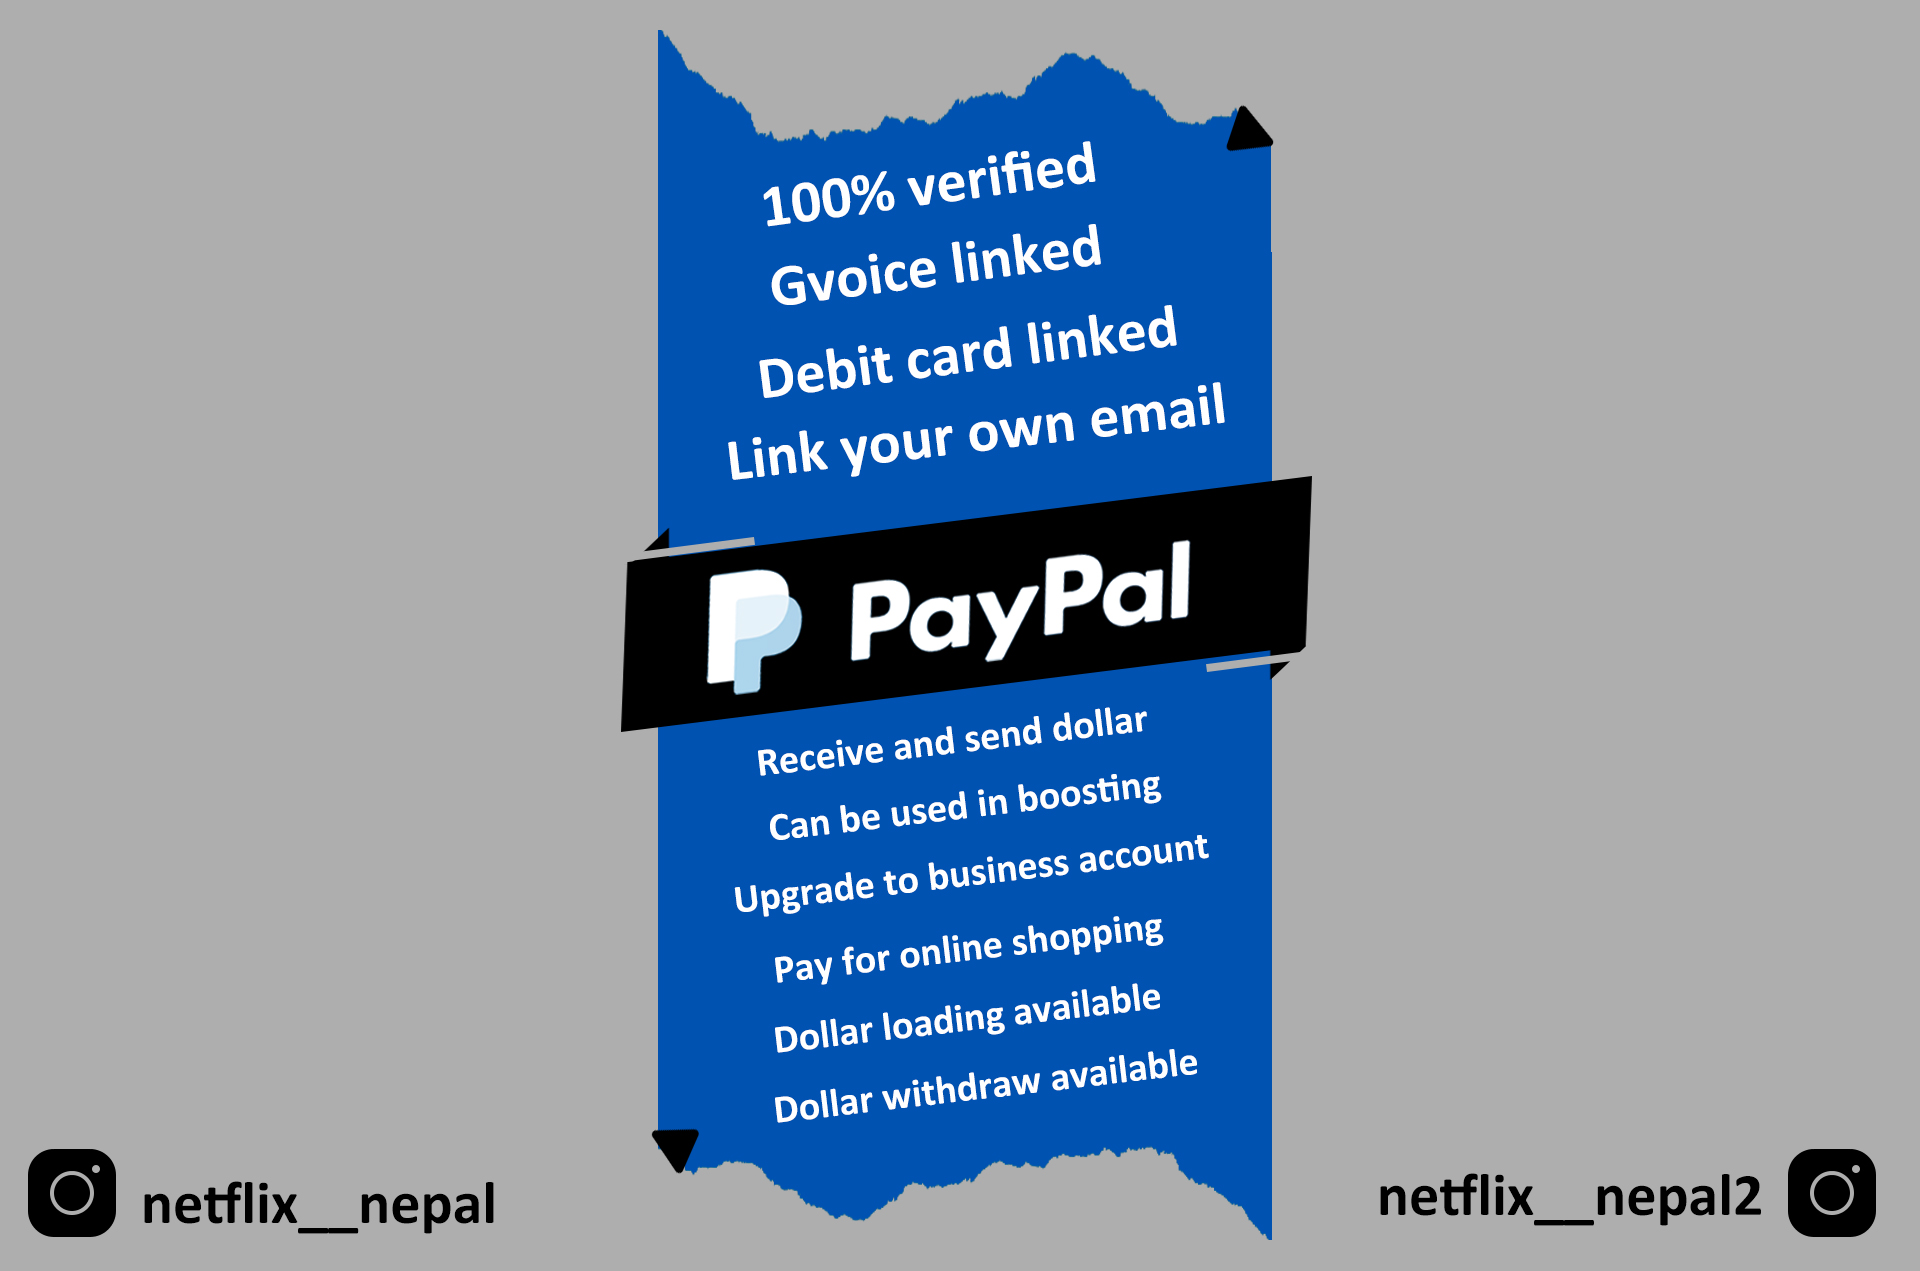 100% verified
Gvoice linked
Debit card linked
Link your own email
PayPal
Receive and send dollar
Can be used in boosting
Upgrade to business account
Pay for online shopping
Dollar loading available
Dollar withdraw available
netflix__nepal
netflix__nepal2